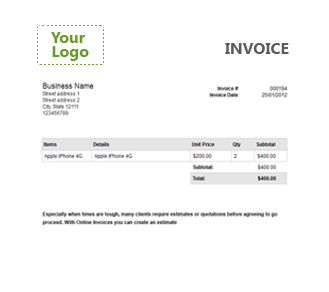 Your
Logo
INVOICE
Business Name
Street address 1
Street address 2
City, State 12111
123456789
Invoice # 000194
Invoice Date 25/01/2012
Items Details Unit Price Qty Subtotal
Apple iPhone 4G Apple iPhone 4G $200.00 2 $400.00
Subtotal: $400.00
Total: $400.00
Especially when times are tough, many clients require estimates or quotations before agreeing to go
proceed. With Online Invoices you can create an estimate